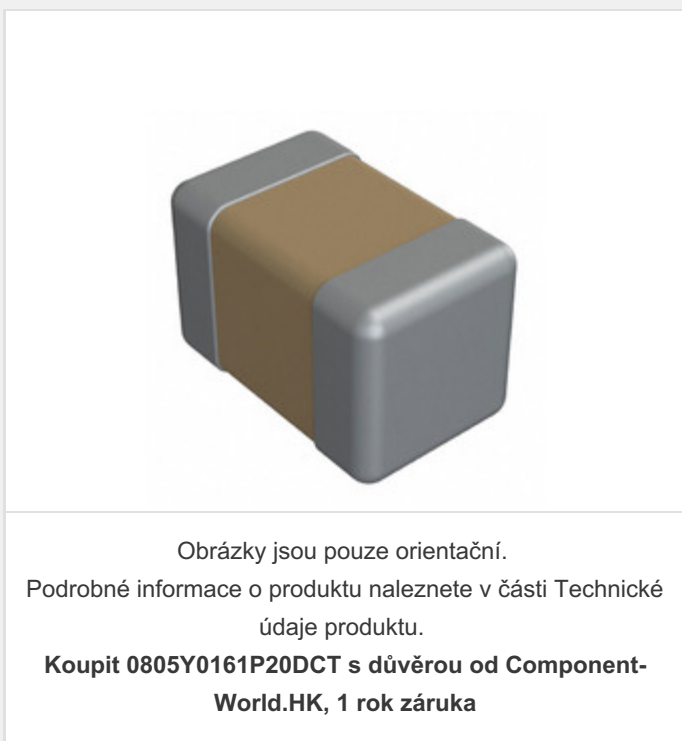 Obrázky jsou pouze orientační.
Podrobné informace o produktu naleznete v části Technické
údaje produktu.
Koupit 0805Y0161P20DCT s důvěrou od Component-
World.HK, 1 rok záruka